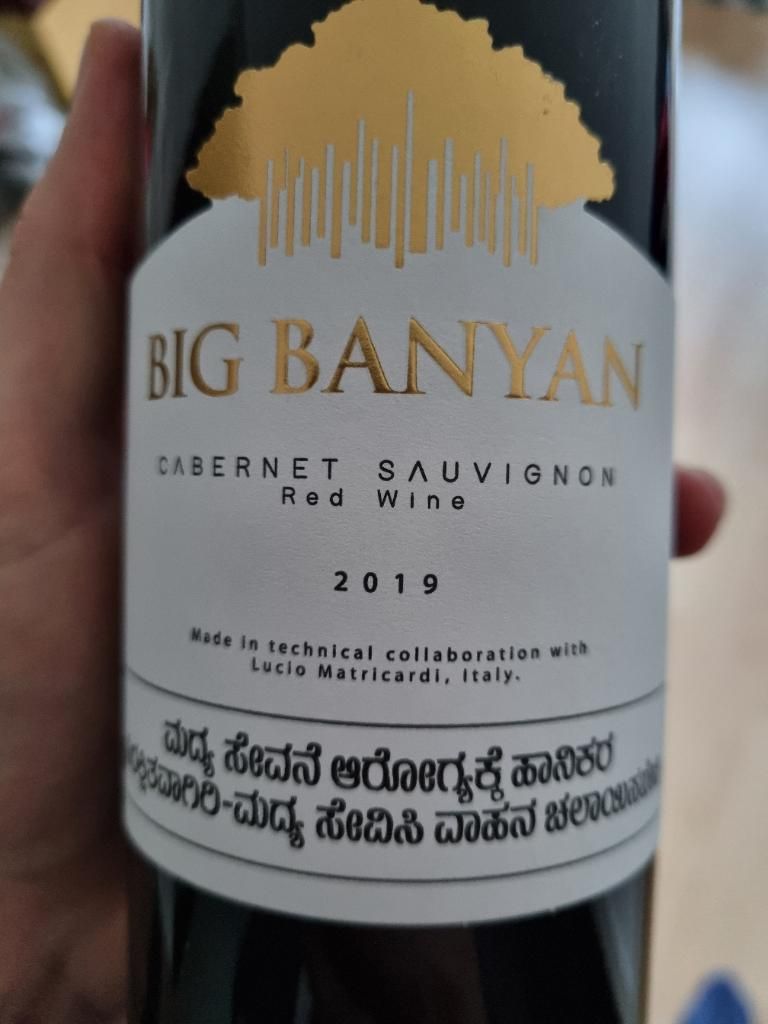 BIG BANYAN
CABERNET SAUVIGNON
Red Wine
2019
Made in technical collaboration with
Lucio Matricardi, Italy.
ಮದ್ಯ ಸೇವನೆ ಆರೋಗ್ಯಕ್ಕೆ ಹಾನಿಕರ
ಮದ್ಯ ಸೇವಿಸಿ ವಾಹನ